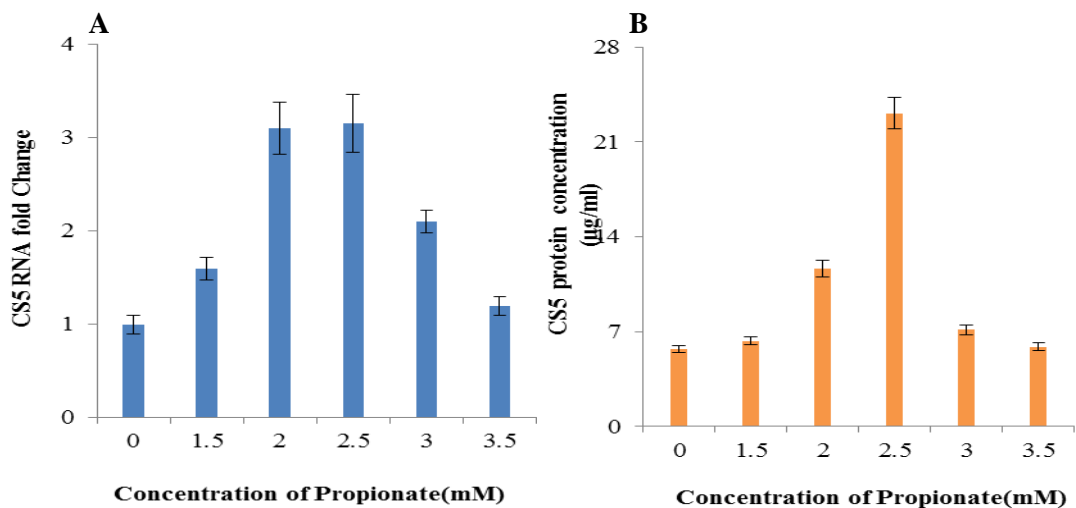 A
4
3
2
1
0
CS5 RNA fold Change
0 1.5 2 2.5 3 3.5
Concentration of Propionate(mM)
B
28
21
14
7
0
CS5 protein concentration
(µg/ml)
0 1.5 2 2.5 3 3.5
Concentration of Propionate(mM)